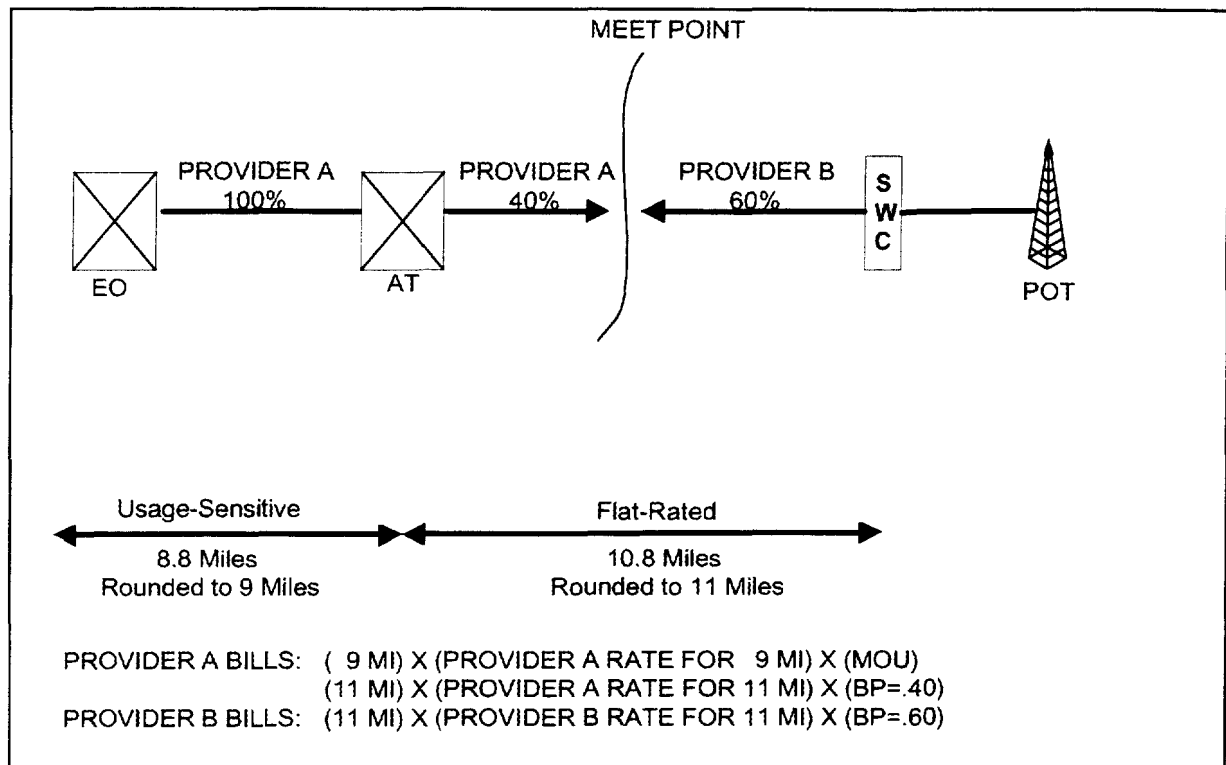 MEET POINT
PROVIDER A
100%
PROVIDER A
40%
PROVIDER B
60%
S
W
C
EO
AT
POT
Usage-Sensitive
8.8 Miles
Rounded to 9 Miles
Flat-Rated
10.8 Miles
Rounded to 11 Miles
PROVIDER A BILLS: ( 9 MI) X (PROVIDER A RATE FOR 9 MI) X (MOU)
(11 MI) X (PROVIDER A RATE FOR 11 MI) X (BP=.40)
PROVIDER B BILLS: (11 MI) X (PROVIDER B RATE FOR 11 MI) X (BP=.60)